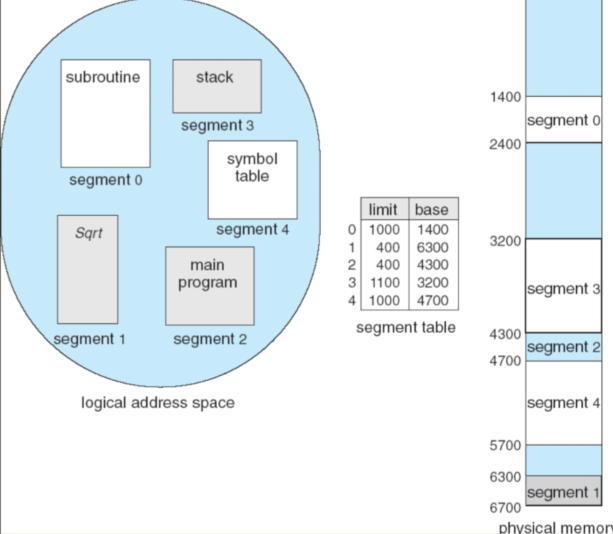 subroutine
segment 0
stack
segment 3
symbol
table
segment 4
Sqrt
segment 1
main
program
segment 2
logical address space
limit base
0 1000 1400
1 400 6300
2 400 4300
3 1100 3200
4 1000 4700
segment table
1400
segment 0
2400
3200
segment 3
4300
segment 2
4700
segment 4
5700
6300
segment 1
6700
physical memory